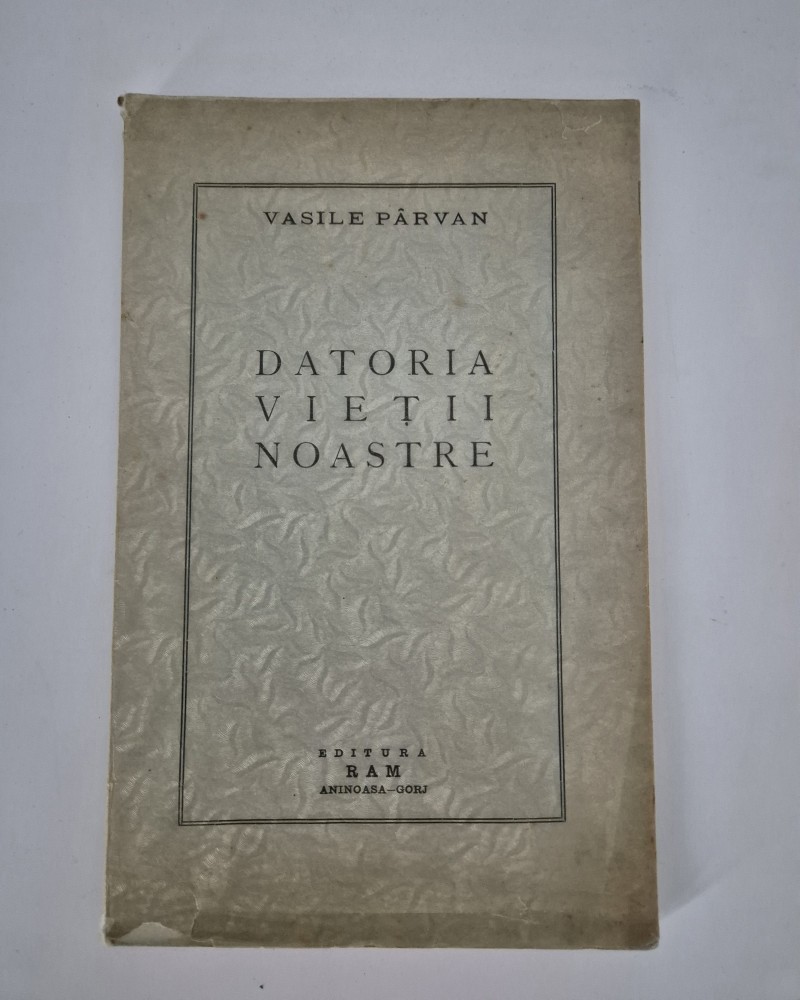 VASILE PÂRVAN
DATORIA
VIEȚII
NOASTRE
EDITURA
RAM
ANINOASA—GORJ